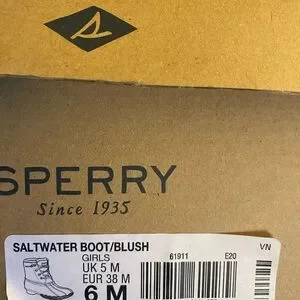 SPERRY
Since 1935
SALTWATER BOOT/BLUSH
VN
GIRLS
61911
E20
UK 5 M
EUR 38 M
6 M